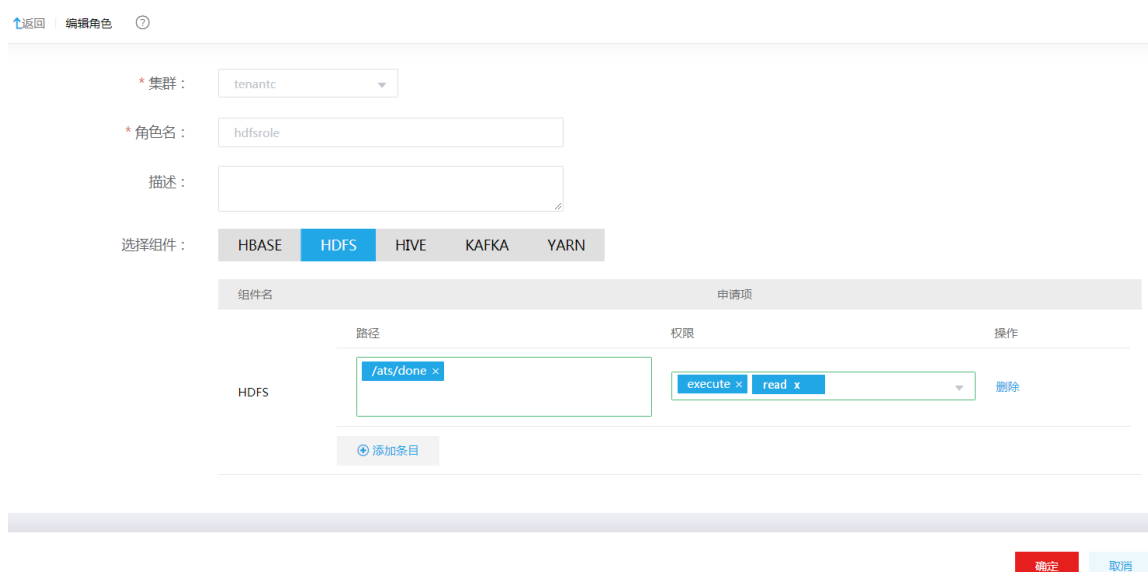 返回 编辑角色 ?
* 集群： tenantc
* 角色名： hdfsrole
描述：
选择组件： HBASE HDFS HIVE KAFKA YARN
组件名 申请项
路径 权限 操作
HDFS /ats/done × execute × read x 删除
添加条目
确定 取消